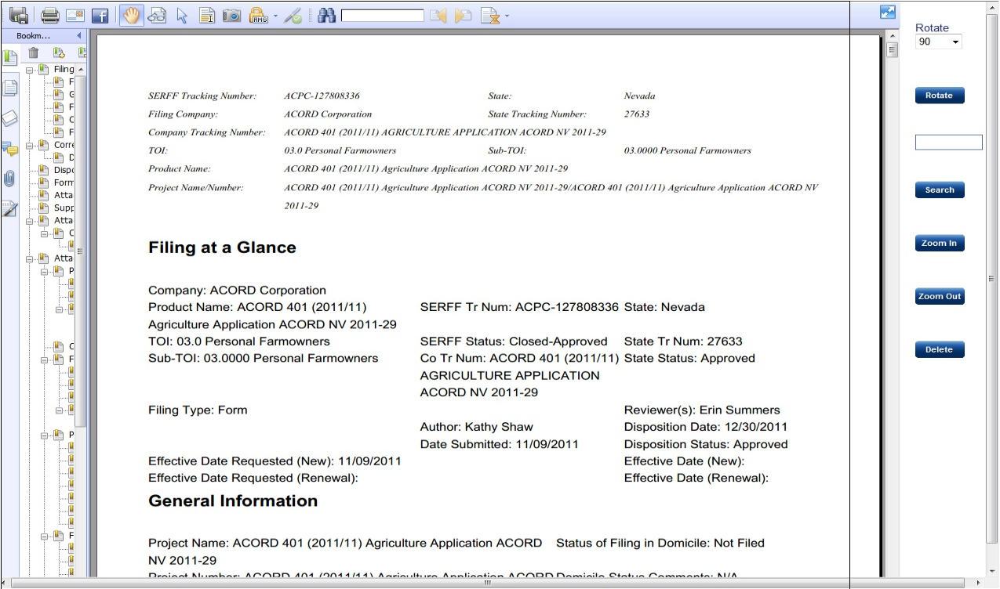 Bookm...
RMS
Filing
F
G
F
C
F
Corre
D
Dispo
Form
Atta
Supp
Atta
C
Atta
P
C
F
P
F
SERFF Tracking Number: ACPC-127808336 State: Nevada
Filing Company: ACORD Corporation State Tracking Number: 27633
Company Tracking Number: ACORD 401 (2011/11) AGRICULTURE APPLICATION ACORD NV 2011-29
TOI: 03.0 Personal Farmowners Sub-TOI: 03.0000 Personal Farmowners
Product Name: ACORD 401 (2011/11) Agriculture Application ACORD NV 2011-29
Project Name/Number: ACORD 401 (2011/11) Agriculture Application ACORD NV 2011-29/ACORD 401 (2011/11) Agriculture Application ACORD NV
2011-29
Filing at a Glance
Company: ACORD Corporation
Product Name: ACORD 401 (2011/11) SERFF Tr Num: ACPC-127808336 State: Nevada
Agriculture Application ACORD NV 2011-29
TOI: 03.0 Personal Farmowners SERFF Status: Closed-Approved State Tr Num: 27633
Sub-TOI: 03.0000 Personal Farmowners Co Tr Num: ACORD 401 (2011/11) State Status: Approved
AGRICULTURE APPLICATION
ACORD NV 2011-29
Filing Type: Form Reviewer(s): Erin Summers
Author: Kathy Shaw Disposition Date: 12/30/2011
Date Submitted: 11/09/2011 Disposition Status: Approved
Effective Date Requested (New): 11/09/2011 Effective Date (New):
Effective Date Requested (Renewal): Effective Date (Renewal):
General Information
Project Name: ACORD 401 (2011/11) Agriculture Application ACORD Status of Filing in Domicile: Not Filed
NV 2011-29
Project Number: ACORD 401 (2011/11) Agriculture Application ACORD Domicile Status Comments: N/A
Rotate
90
Rotate
Search
Zoom In
Zoom Out
Delete